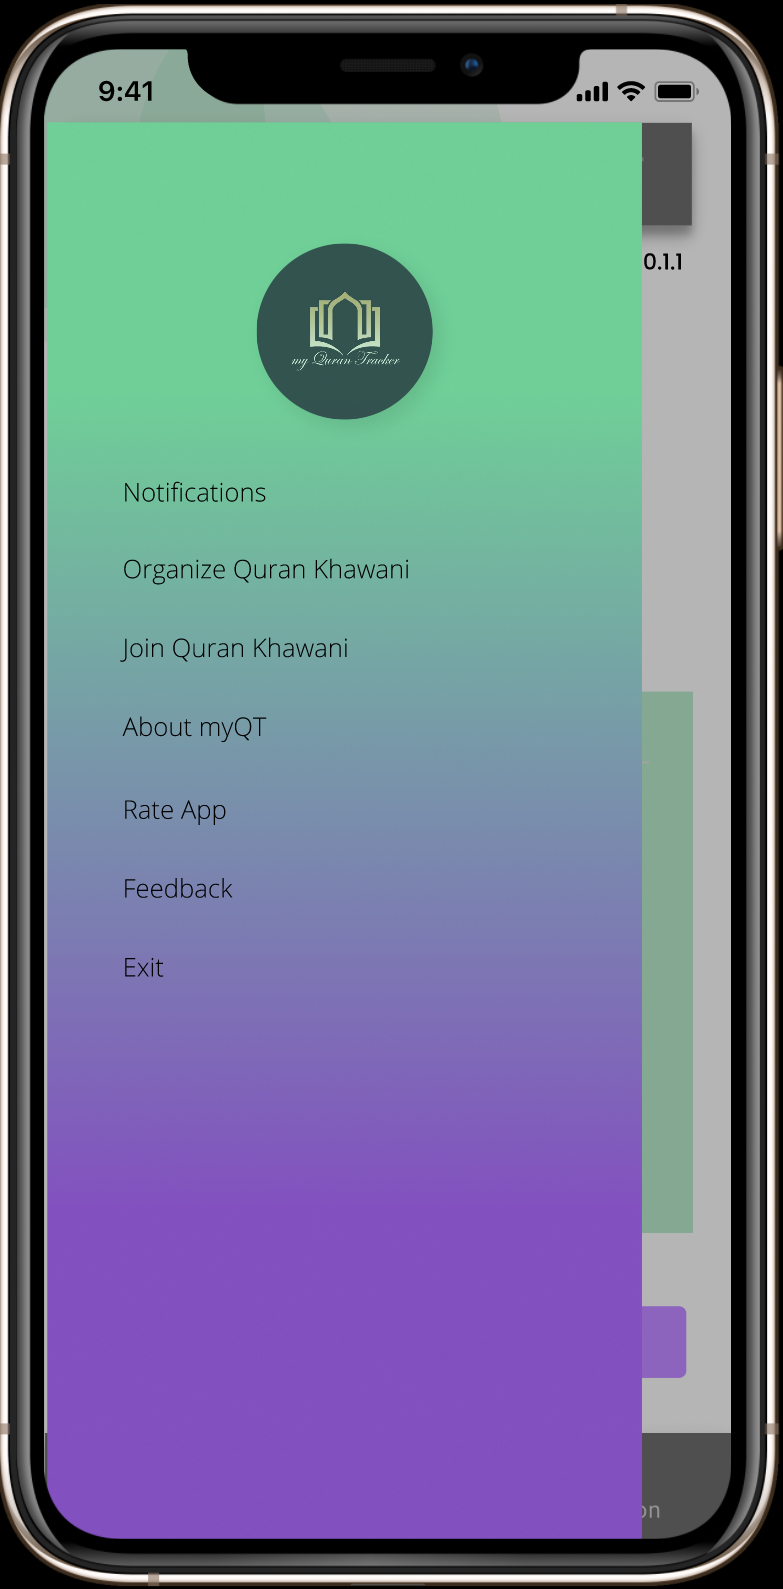 9:41
0.1.1
my Quran Tracker
Notifications
Organize Quran Khawani
Join Quran Khawani
About myQT
Rate App
Feedback
Exit
on